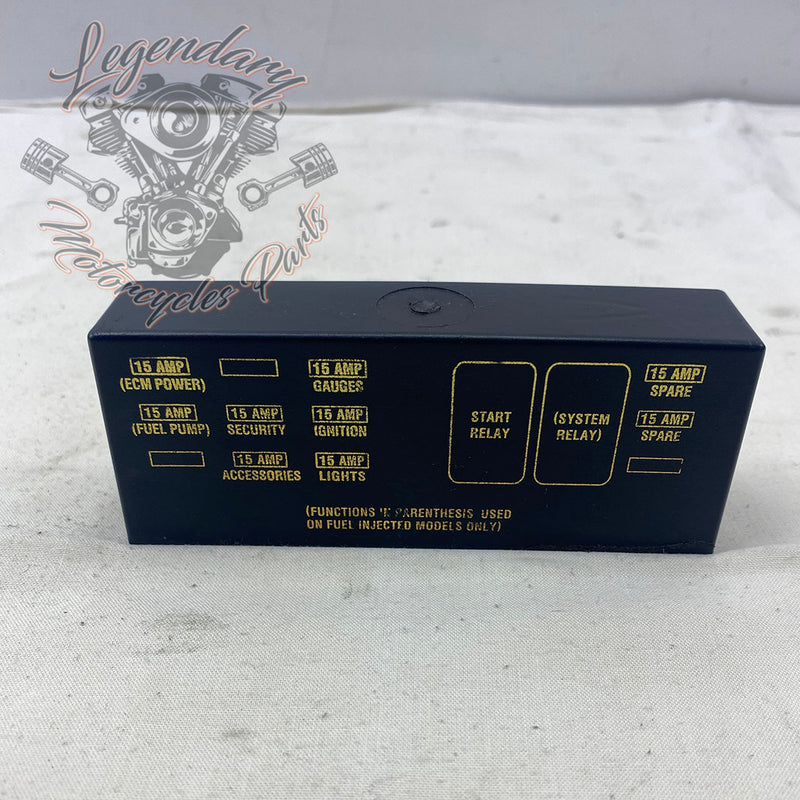 Legendary
Motorcycles Parts
15 AMP
(ECM POWER)
15 AMP
GAUGES
15 AMP
(FUEL PUMP)
15 AMP
SECURITY
15 AMP
IGNITION
15 AMP
ACCESSORIES
15 AMP
LIGHTS
START
RELAY
(SYSTEM
RELAY)
15 AMP
SPARE
15 AMP
SPARE
(FUNCTIONS IN PARENTHESIS USED
ON FUEL INJECTED MODELS ONLY)